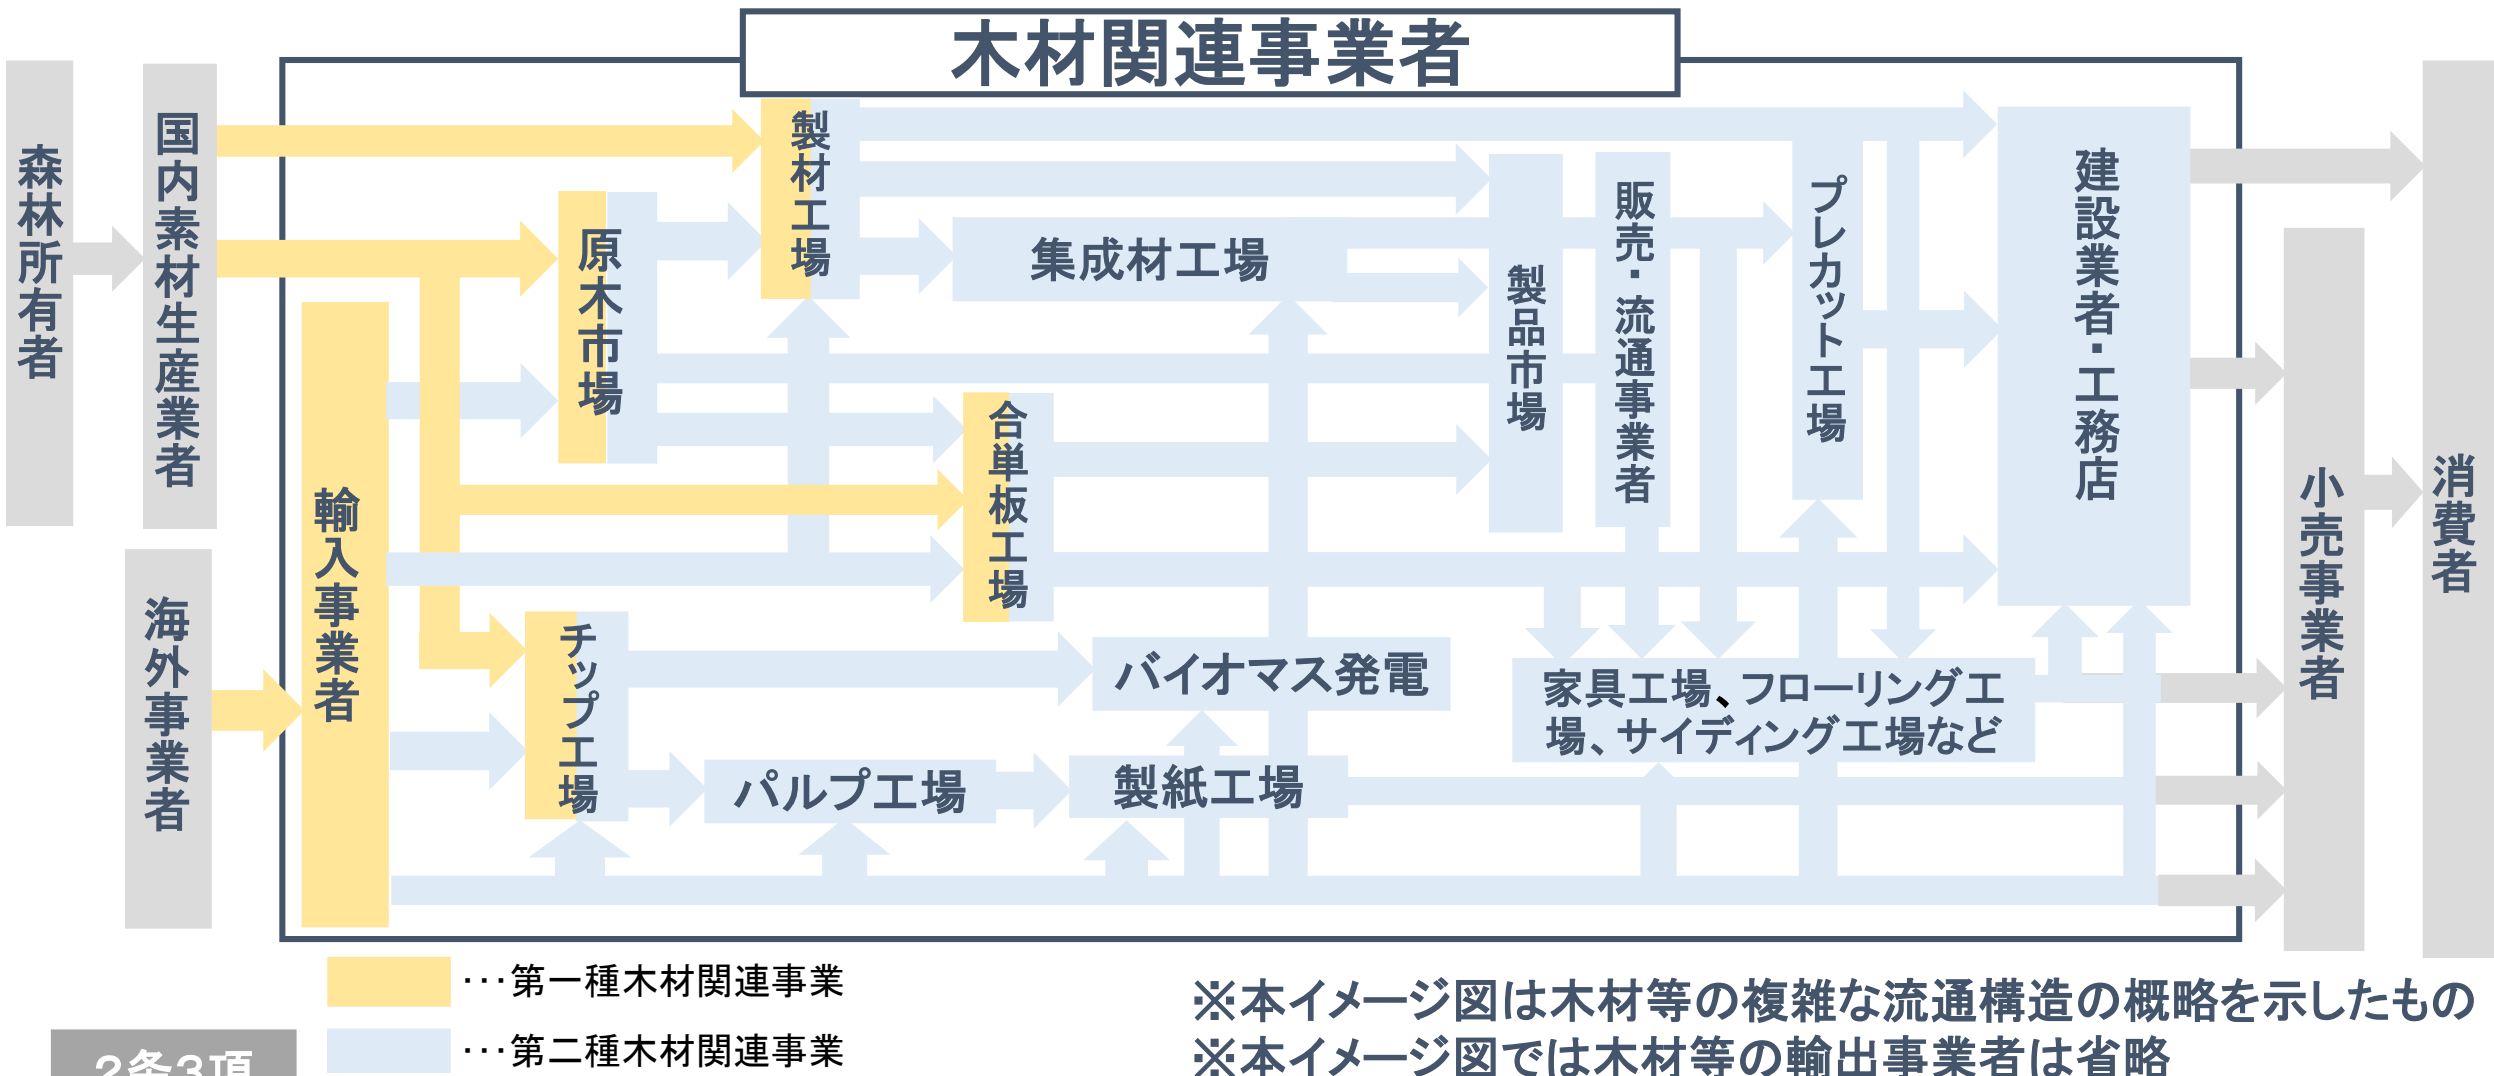 木材関連事業者
森林所有者
国内素材生産業者
海外事業者
輸入事業者
原木市場
製材工場
集成材工場
合単板工場
チップ工場
バイオマス発電
パルプ工場
製紙工場
製品市場
販売・流通事業者
プレカット工場
家具工場、フローリング工
場、サイディング工場など
建設業者・工務店
小売事業者
消費者
・・・第一種木材関連事業
・・・第二種木材関連事業
※木イメージ図は木材等の複雑な流通構造の概略を示したもの
※木イメージ図では木材等の輸出事業者は省略